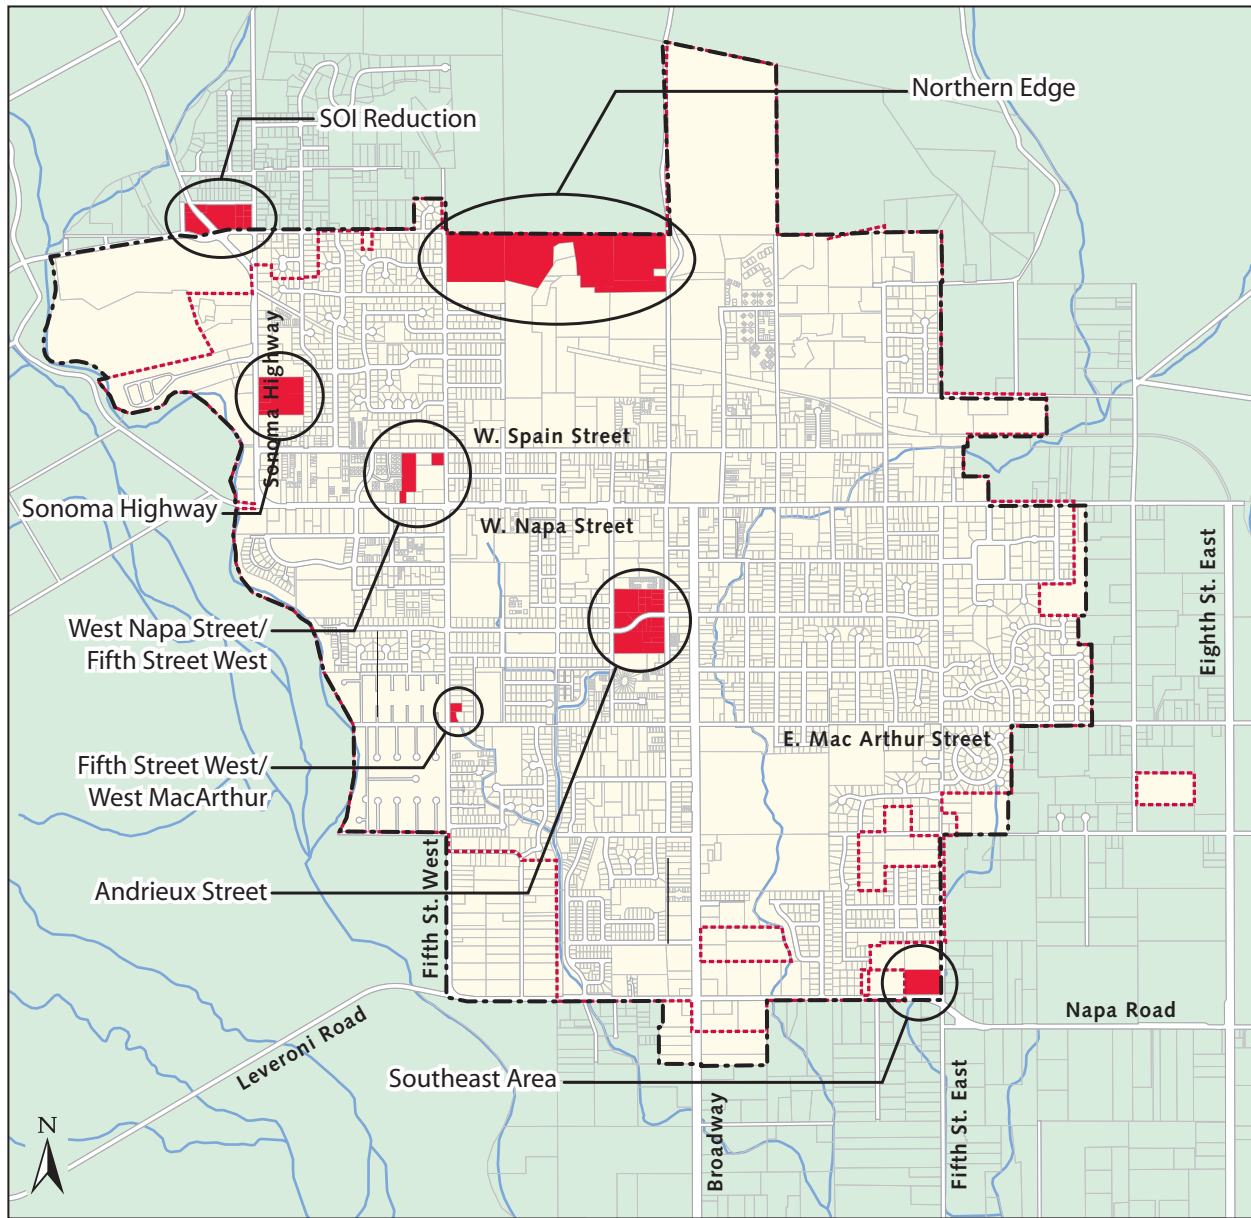 Northern Edge
SOI Reduction
Sonoma Highway
W. Spain Street
Sonoma Highway
W. Napa Street
Eighth St. East
West Napa Street/
Fifth Street West
E. Mac Arthur Street
Fifth Street West/
West MacArthur
Andrieux Street
Fifth St. West
Napa Road
Leveroni Road
Southeast Area
Broadway
Fifth St. East
N